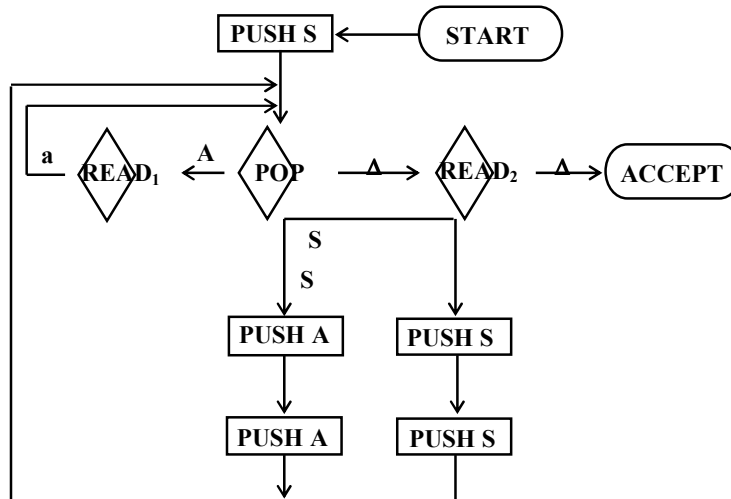 PUSH S START
a READ₁ A POP Δ READ₂ Δ ACCEPT
S
S
PUSH A PUSH S
PUSH A PUSH S